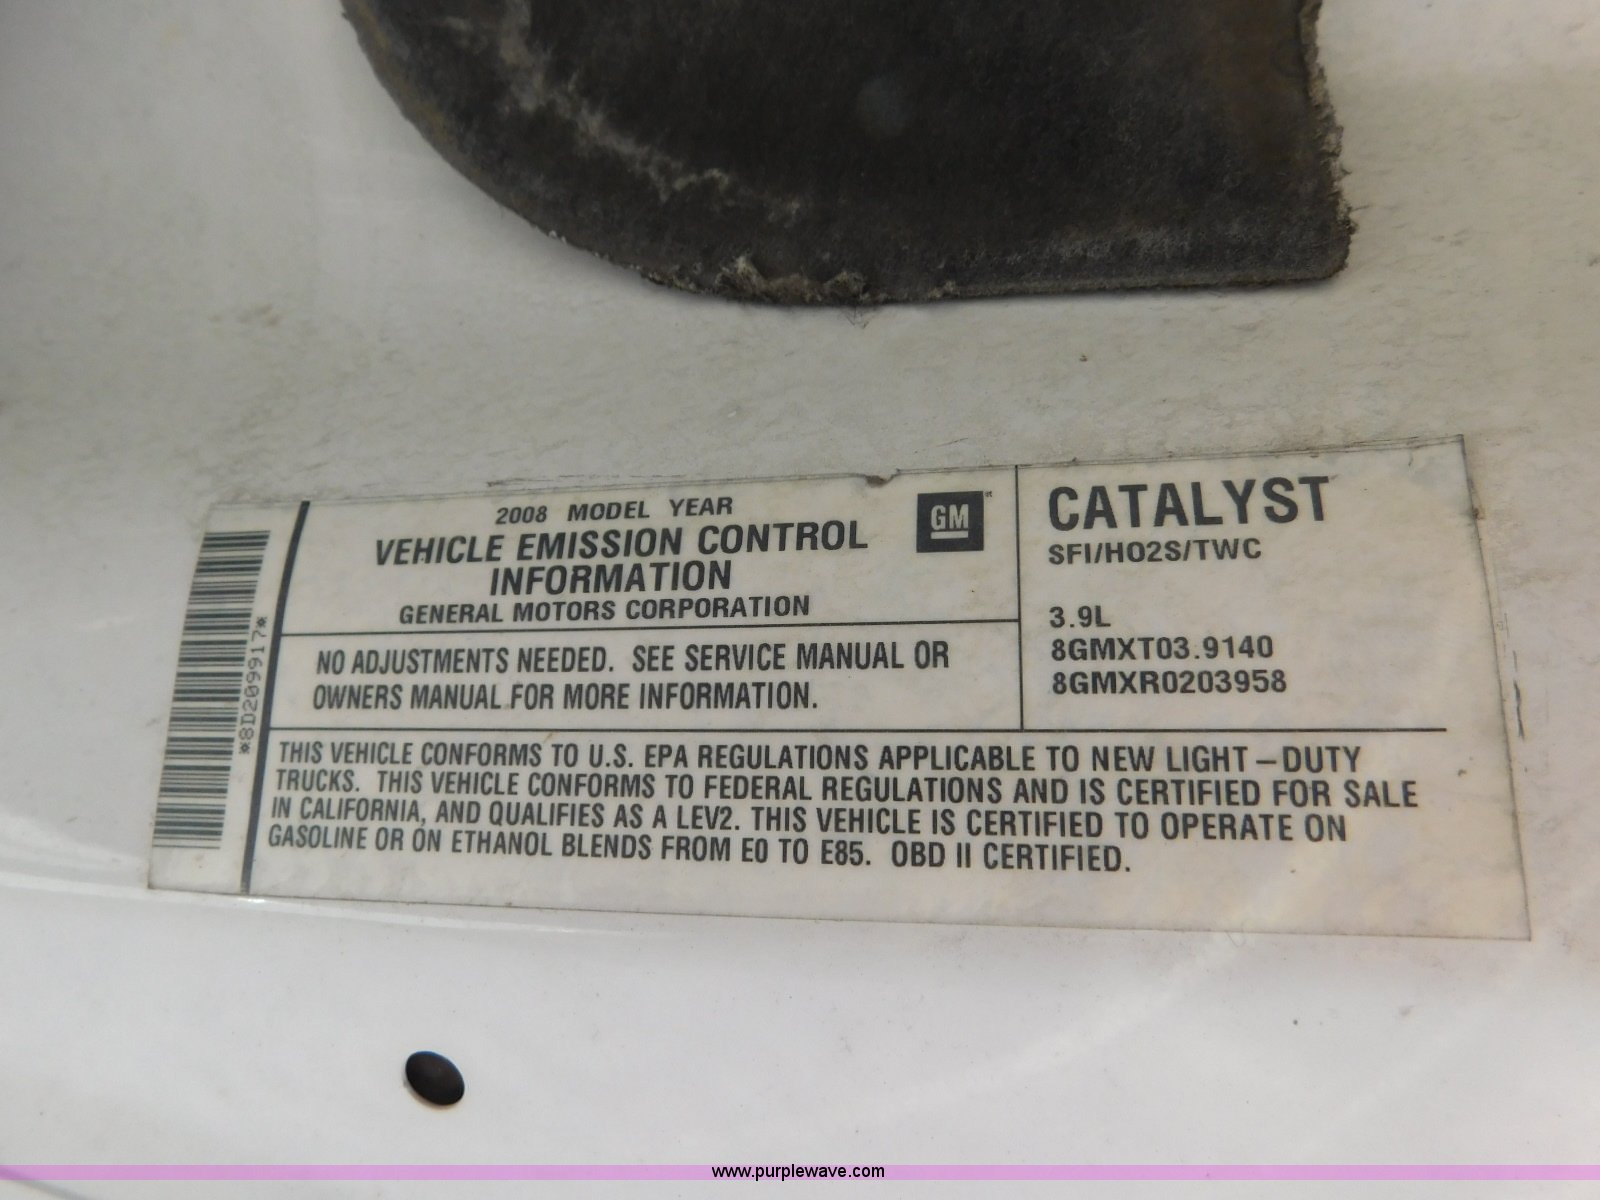 2008 MODEL YEAR
VEHICLE EMISSION CONTROL
INFORMATION
GENERAL MOTORS CORPORATION
GM
CATALYST
SFI/HO2S/TWC
3.9L
8GMXT03.9140
8GMXR0203958
NO ADJUSTMENTS NEEDED. SEE SERVICE MANUAL OR
OWNERS MANUAL FOR MORE INFORMATION.
THIS VEHICLE CONFORMS TO U.S. EPA REGULATIONS APPLICABLE TO NEW LIGHT-DUTY
TRUCKS. THIS VEHICLE CONFORMS TO FEDERAL REGULATIONS AND IS CERTIFIED FOR SALE
IN CALIFORNIA, AND QUALIFIES AS A LEV2. THIS VEHICLE IS CERTIFIED TO OPERATE ON
GASOLINE OR ON ETHANOL BLENDS FROM E0 TO E85. OBD II CERTIFIED.
*8D209917*
www.purplewave.com